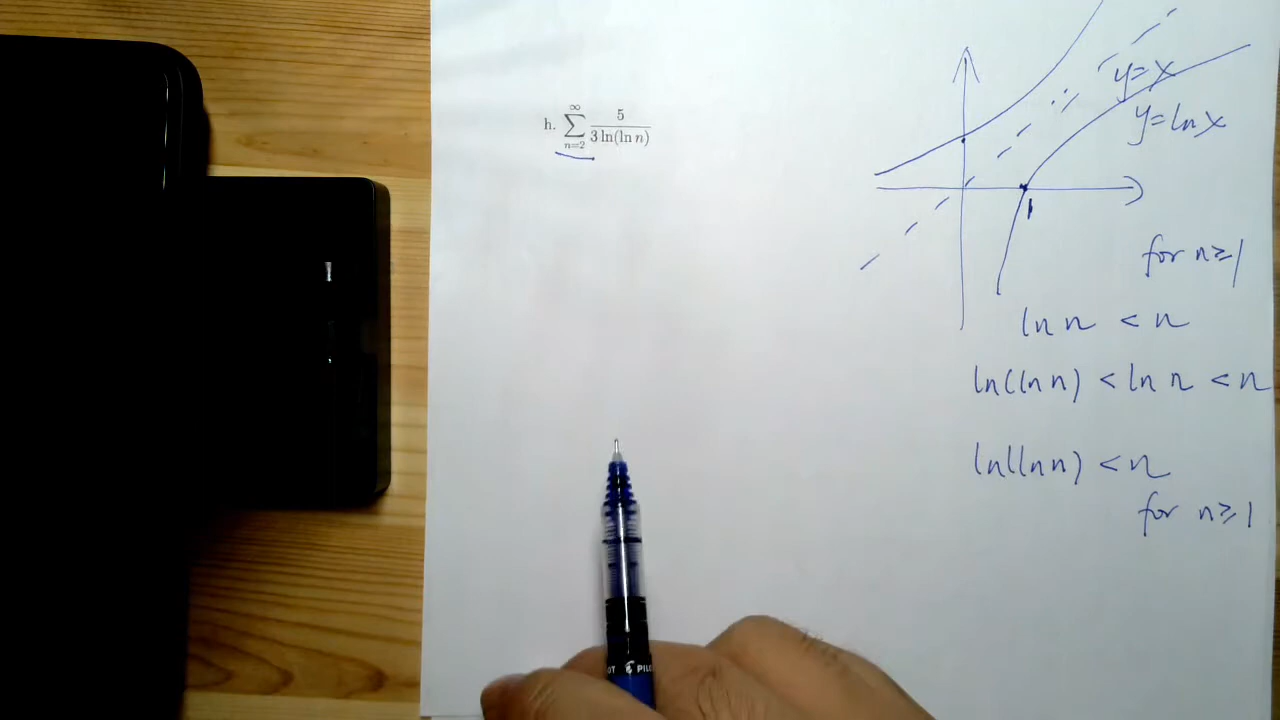 h. ∑_{n=2}^{∞} 5/(3 ln(ln n))
y=x
y=ln x
1
for n≥1
ln n < n
ln(ln n) < ln n < n
ln(ln n) < n
for n≥1